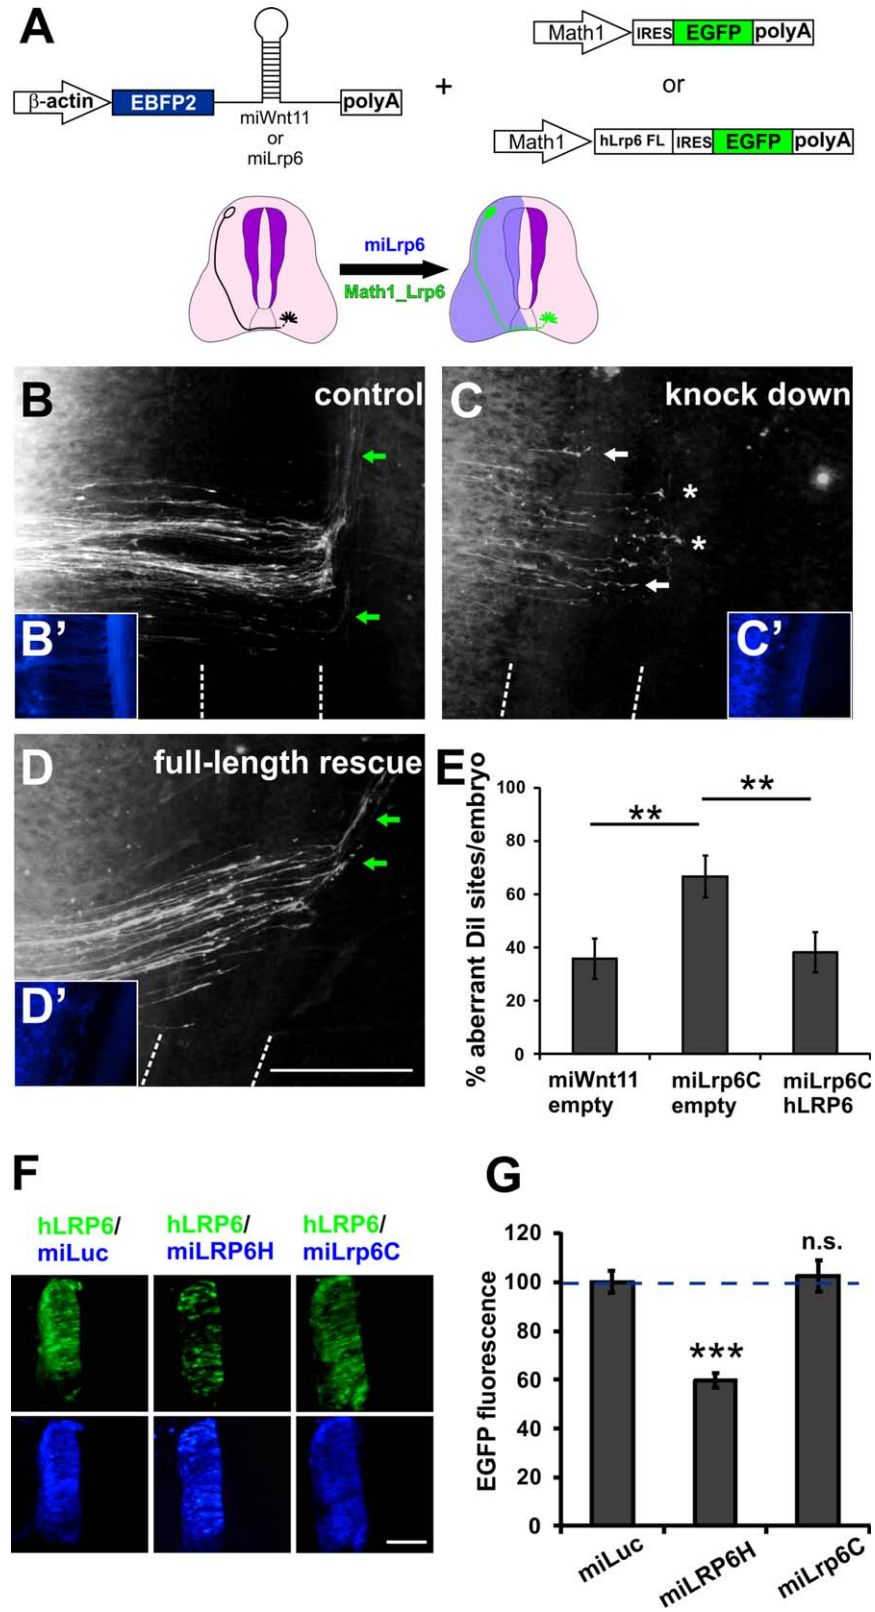 A
Math1 IRES EGFP polyA
β-actin EBFP2 polyA
+
or
miWnt11
or
miLrp6
Math1 hLrp6 FL IRES EGFP polyA
miLrp6
Math1_Lrp6
B control
B'
C knock down
* 
*
C'
D full-length rescue
D'
E
% aberrant DiI sites/embryo
100
80
60
40
20
0
**
**
miWnt11
empty
miLrp6C
empty
miLrp6C
hLRP6
F
hLRP6/
miLuc
hLRP6/
miLRP6H
hLRP6/
miLrp6C
G
EGFP fluorescence
120
100
80
60
40
20
0
***
n.s.
miLuc
miLRP6H
miLrp6C